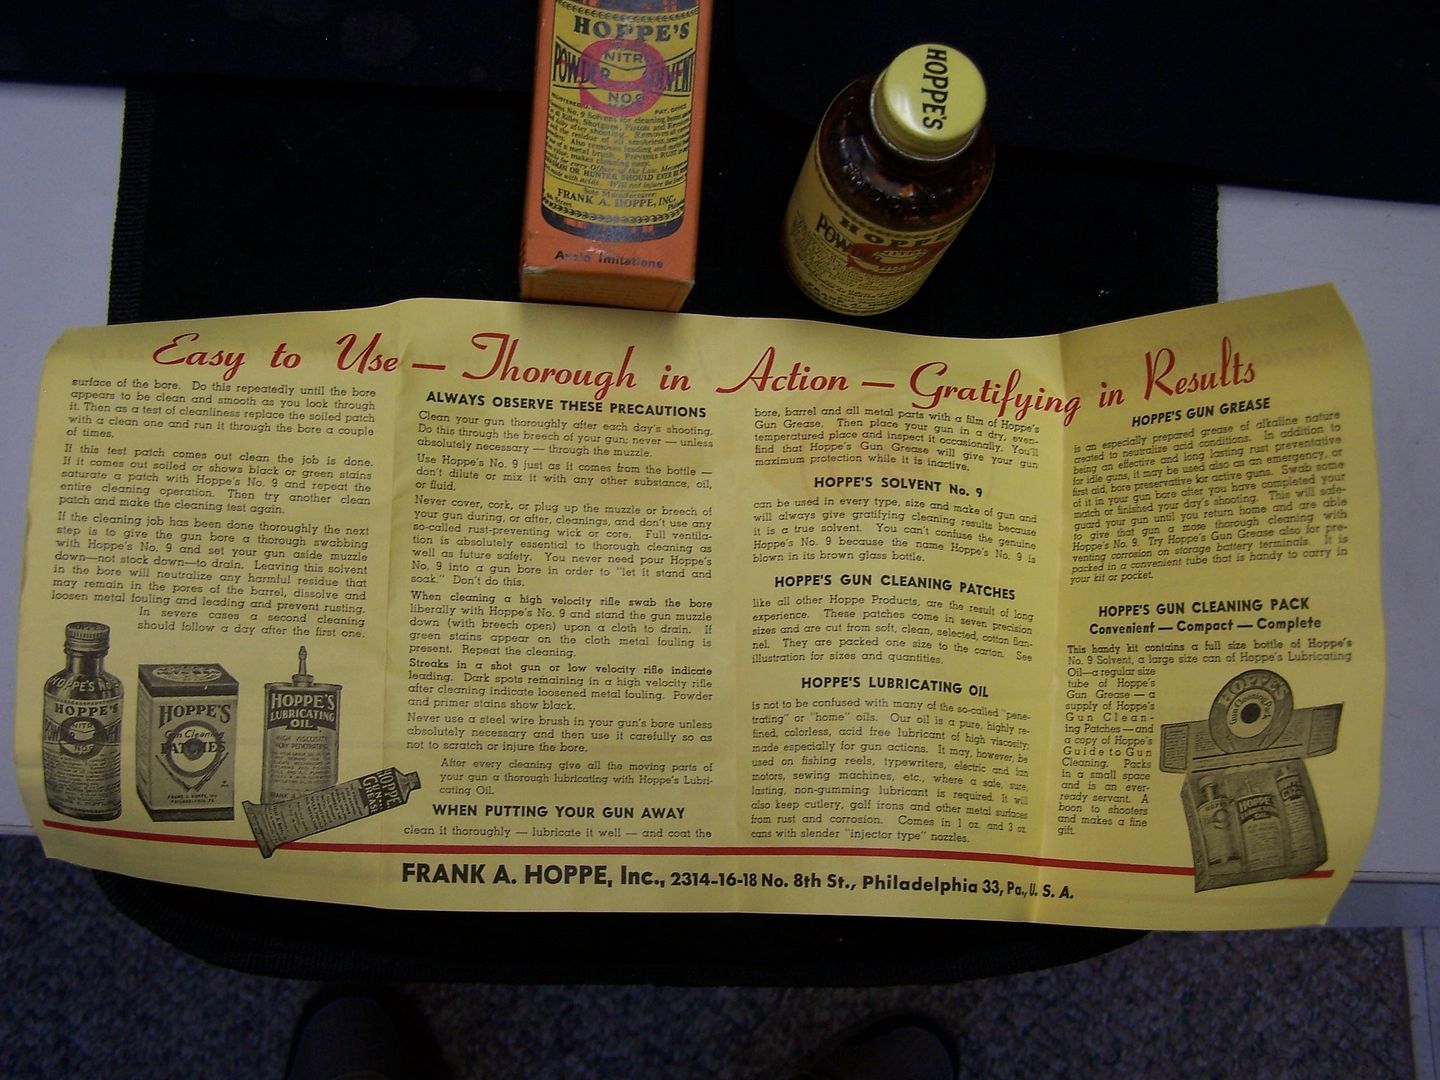 HOPPE'S
NITRO
POWDER SOLVENT
NO. 9
PAT. OFFICE
FRANK A. HOPPE, INC.
Avoid Imitations
HOPPE'S
HOPPE'S
Easy to Use — Thorough in Action — Gratifying in Results
surface of the bore. Do this repeatedly until the bore
appears to be clean and smooth as you look through
it. Then as a test of cleanliness replace the soiled patch
with a clean one and run it through the bore a couple
of times.
If this test patch comes out clean the job is done.
If it comes out soiled or shows black or green stains
saturate a patch with Hoppe's No. 9 and repeat the
entire cleaning operation. Then try another clean
patch and make the cleaning test again.
If the cleaning job has been done thoroughly the next
step is to give the gun bore a thorough swabbing
with Hoppe's No. 9 and set your gun aside muzzle
down—not stock down—to drain. Leaving this solvent
in the bore will neutralize any harmful residue that
may remain in the pores of the barrel, dissolve and
loosen metal fouling and leading and prevent rusting.
In severe cases a second cleaning
should follow a day after the first one.
HOPPE'S
NO. 9
HOPPE'S
Gun Cleaning
PATCHES
HOPPE'S
LUBRICATING
OIL
HIGH VISCOSITY
VERY PENETRATING
HOPPE'S
GUN
GREASE
ALWAYS OBSERVE THESE PRECAUTIONS
Clean your gun thoroughly after each day's shooting.
Do this through the breech of your gun; never — unless
absolutely necessary — through the muzzle.
Use Hoppe's No. 9 just as it comes from the bottle —
don't dilute or mix it with any other substance, oil,
or fluid.
Never cover, cork, or plug up the muzzle or breech of
your gun during, or after, cleanings, and don't use any
so-called rust-preventing wick or core. Full ventila-
tion is absolutely essential to thorough cleaning as
well as future safety. You never need pour Hoppe's
No. 9 into a gun bore in order to "let it stand and
soak." Don't do this.
When cleaning a high velocity rifle swab the bore
liberally with Hoppe's No. 9 and stand the gun muzzle
down (with breech open) upon a cloth to drain. If
green stains appear on the cloth metal fouling is
present. Repeat the cleaning.
Streaks in a shot gun or low velocity rifle indicate
leading. Dark spots remaining in a high velocity rifle
after cleaning indicate loosened metal fouling. Powder
and primer stains show black.
Never use a steel wire brush in your gun's bore unless
absolutely necessary and then use it carefully so as
not to scratch or injure the bore.
After every cleaning give all the moving parts of
your gun a thorough lubricating with Hoppe's Lubri-
cating Oil.
WHEN PUTTING YOUR GUN AWAY
clean it thoroughly — lubricate it well — and coat the
bore, barrel and all metal parts with a film of Hoppe's
Gun Grease. Then place your gun in a dry, even-
temperatured place and inspect it occasionally. You'll
find that Hoppe's Gun Grease will give your gun
maximum protection while it is inactive.
HOPPE'S SOLVENT No. 9
can be used in every type, size and make of gun and
will always give gratifying cleaning results because
it is a true solvent. You can't confuse the genuine
Hoppe's No. 9 because the name Hoppe's No. 9 is
blown in its brown glass bottle.
HOPPE'S GUN CLEANING PATCHES
like all other Hoppe Products, are the result of long
experience. These patches come in seven precision
sizes and are cut from soft, clean, selected, cotton flan-
nel. They are packed one size to the carton. See
illustration for sizes and quantities.
HOPPE'S LUBRICATING OIL
is not to be confused with many of the so-called "pene-
trating" or "home" oils. Our oil is a pure, highly re-
fined, colorless, acid free lubricant of high viscosity;
made especially for gun actions. It may, however, be
used on fishing reels, typewriters, electric and fan
motors, sewing machines, etc., where a safe, sure,
lasting, non-gumming lubricant is required. It will
also keep cutlery, golf irons and other metal surfaces
from rust and corrosion. Comes in 1 oz. and 3 oz.
cans with slender "injector type" nozzles.
HOPPE'S GUN GREASE
is an especially prepared grease of alkaline nature
created to neutralize acid conditions. In addition to
being an effective and long lasting rust preventative
for idle guns, it may be used also as an emergency, or
first aid, bore preservative for active guns. Swab some
of it in your gun bore after you have completed your
match or finished your day's shooting. This will safe-
guard your gun until you return home and are able
to give that gun a most thorough cleaning with
Hoppe's No. 9. Try Hoppe's Gun Grease also for pre-
venting corrosion on storage battery terminals. It is
packed in a convenient tube that is handy to carry in
your kit or pocket.
HOPPE'S GUN CLEANING PACK
Convenient — Compact — Complete
This handy kit contains a full size bottle of Hoppe's
No. 9 Solvent, a large size can of Hoppe's Lubricating
Oil—a regular size
tube of Hoppe's
Gun Grease — a
supply of Hoppe's
Gun Clean-
ing Patches — and
a copy of Hoppe's
Guide to Gun
Cleaning. Packs
in a small space
and is an ever-
ready servant. A
boon to shooters
and makes a fine
gift.
HOPPE'S
Gun Cleaning Pack
FRANK A. HOPPE, Inc., 2314-16-18 No. 8th St., Philadelphia 33, Pa., U. S. A.